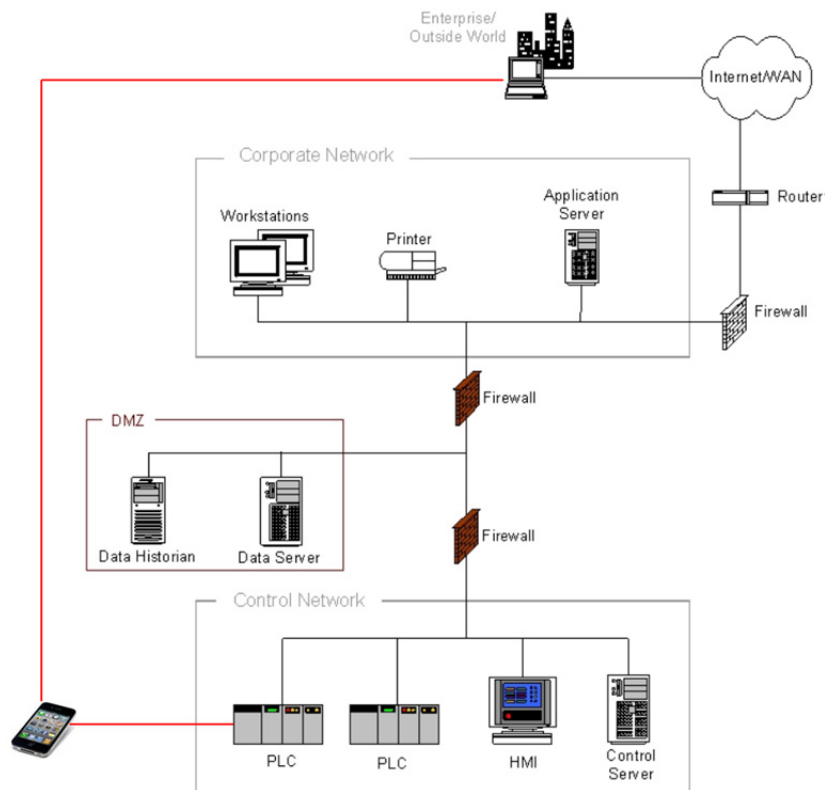 Enterprise/
Outside World
Internet/WAN
Corporate Network
Application
Server
Workstations
Printer
Router
Firewall
Firewall
DMZ
Data Historian
Data Server
Firewall
Control Network
PLC
PLC
HMI
Control
Server